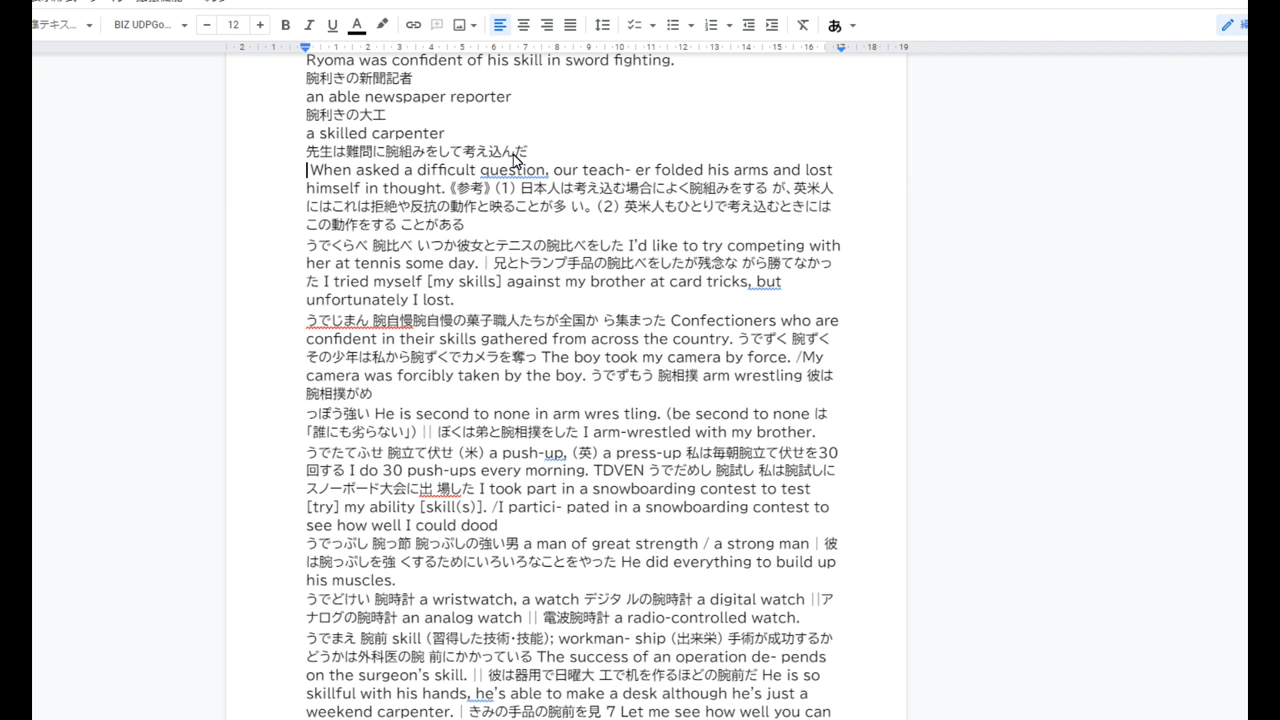 準テキス...
BIZ UDPGo...
12
B I U A
あ
2 1 1 2 3 4 5 6 7 8 9 10 11 12 13 14 15 16 17 18 19
Ryoma was confident of his skill in sword fighting.
腕利きの新聞記者
an able newspaper reporter
腕利きの大工
a skilled carpenter
先生は難問に腕組みをして考え込んだ
When asked a difficult question, our teach- er folded his arms and lost
himself in thought. 《参考》 (1) 日本人は考え込む場合によく腕組みをする が、英米人
にはこれは拒絶や反抗の動作と映ることが多 い。 (2) 英米人もひとりで考え込むときには
この動作をする ことがある
うでくらべ 腕比べ いつか彼女とテニスの腕比べをした I'd like to try competing with
her at tennis some day. | 兄とトランプ手品の腕比べをしたが残念な がら勝てなかっ
た I tried myself [my skills] against my brother at card tricks, but
unfortunately I lost.
うでじまん 腕自慢腕自慢の菓子職人たちが全国か ら集まった Confectioners who are
confident in their skills gathered from across the country. うでずく 腕ずく
その少年は私から腕ずくでカメラを奪っ The boy took my camera by force. /My
camera was forcibly taken by the boy. うでずもう 腕相撲 arm wrestling 彼は
腕相撲がめ
っぽう強い He is second to none in arm wres tling. (be second to none は
「誰にも劣らない」) || ぼくは弟と腕相撲をした I arm-wrestled with my brother.
うでたてふせ 腕立て伏せ (米) a push-up, (英) a press-up 私は毎朝腕立て伏せを30
回する I do 30 push-ups every morning. TDVEN うでだめし 腕試し 私は腕試しに
スノーボード大会に出 場した I took part in a snowboarding contest to test
[try] my ability [skill(s)]. /I partici- pated in a snowboarding contest to
see how well I could dood
うでっぷし 腕っ節 腕っぷしの強い男 a man of great strength / a strong man | 彼
は腕っぷしを強 くするためにいろいろなことをやった He did everything to build up
his muscles.
うでどけい 腕時計 a wristwatch, a watch デジタ ルの腕時計 a digital watch ||ア
ナログの腕時計 an analog watch || 電波腕時計 a radio-controlled watch.
うでまえ 腕前 skill (習得した技術・技能); workman- ship (出来栄) 手術が成功するか
どうかは外科医の腕 前にかかっている The success of an operation de- pends
on the surgeon's skill. || 彼は器用で日曜大 工で机を作るほどの腕前だ He is so
skillful with his hands, he's able to make a desk although he's just a
weekend carpenter. | きみの手品の腕前を見 7 Let me see how well you can